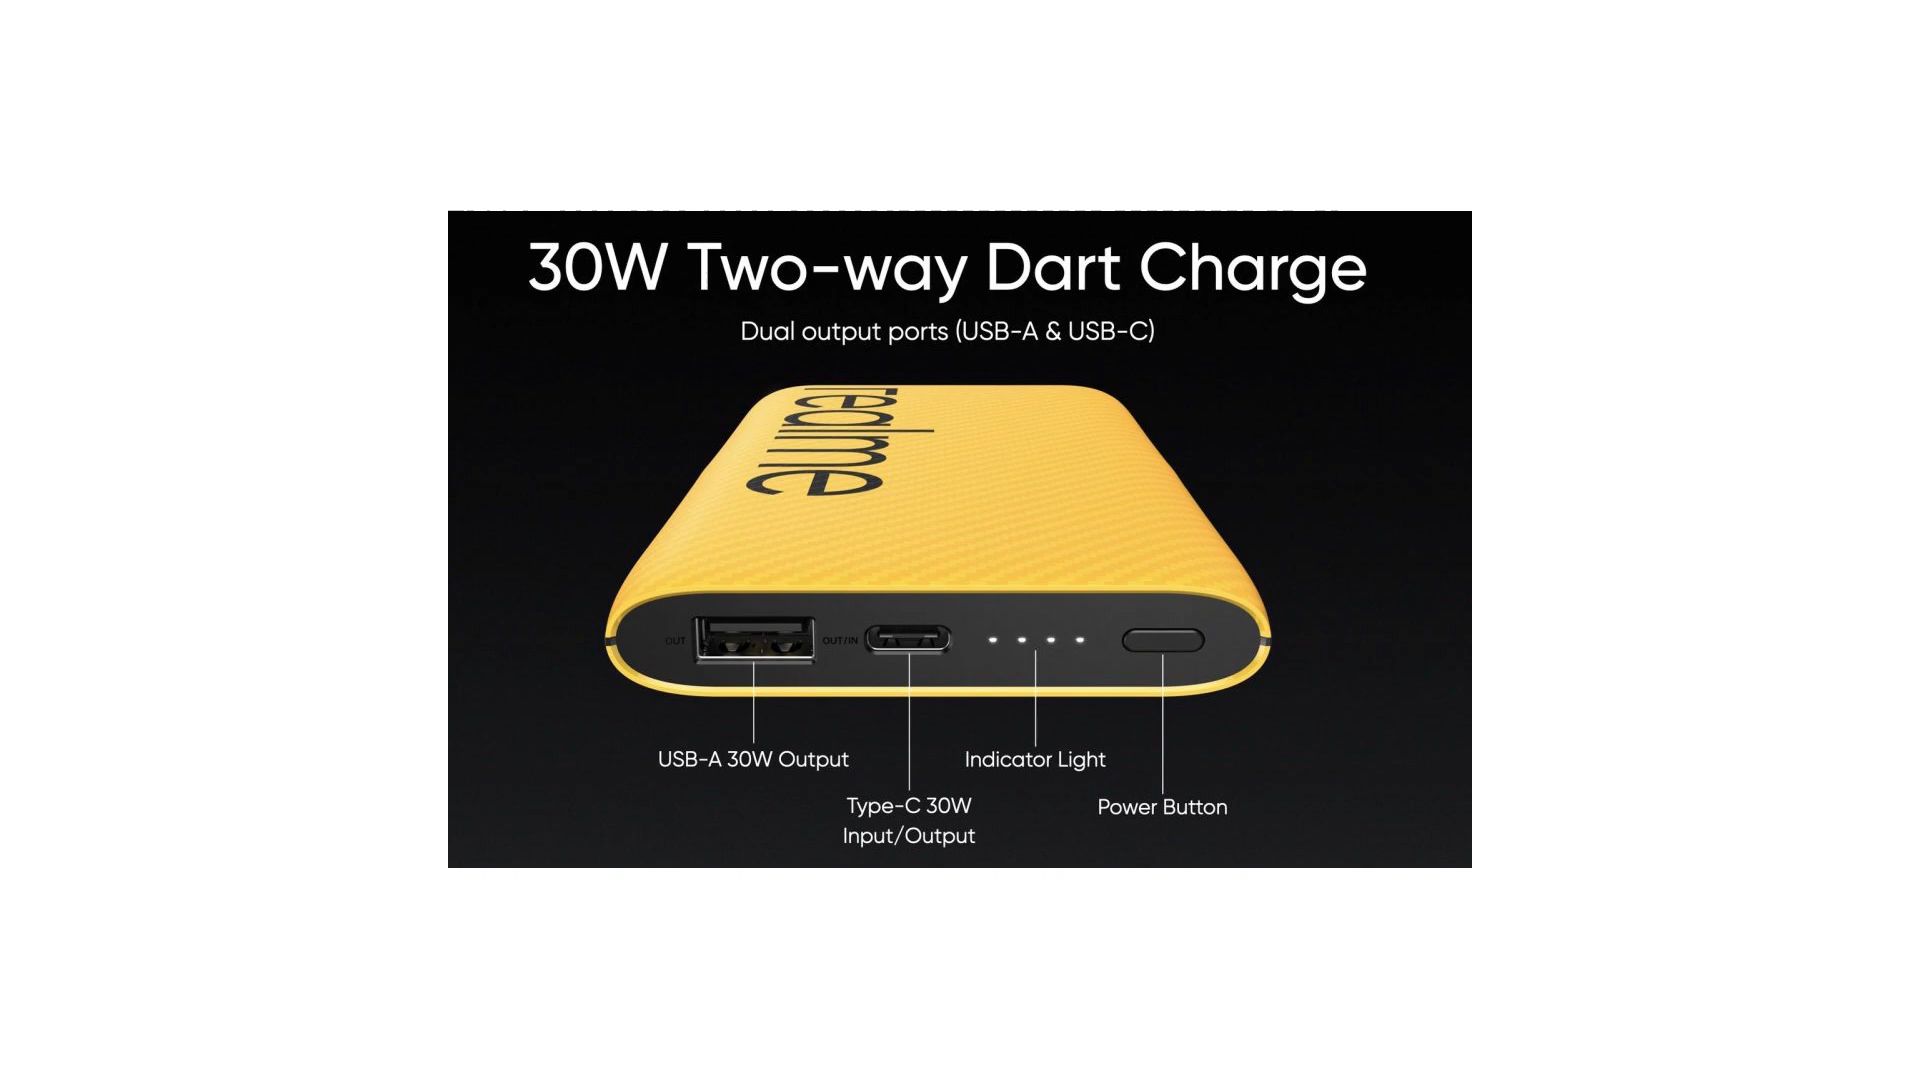 30W Two-way Dart Charge
Dual output ports (USB-A & USB-C)
realme
OUT
OUT/IN
USB-A 30W Output
Indicator Light
Type-C 30W
Input/Output
Power Button